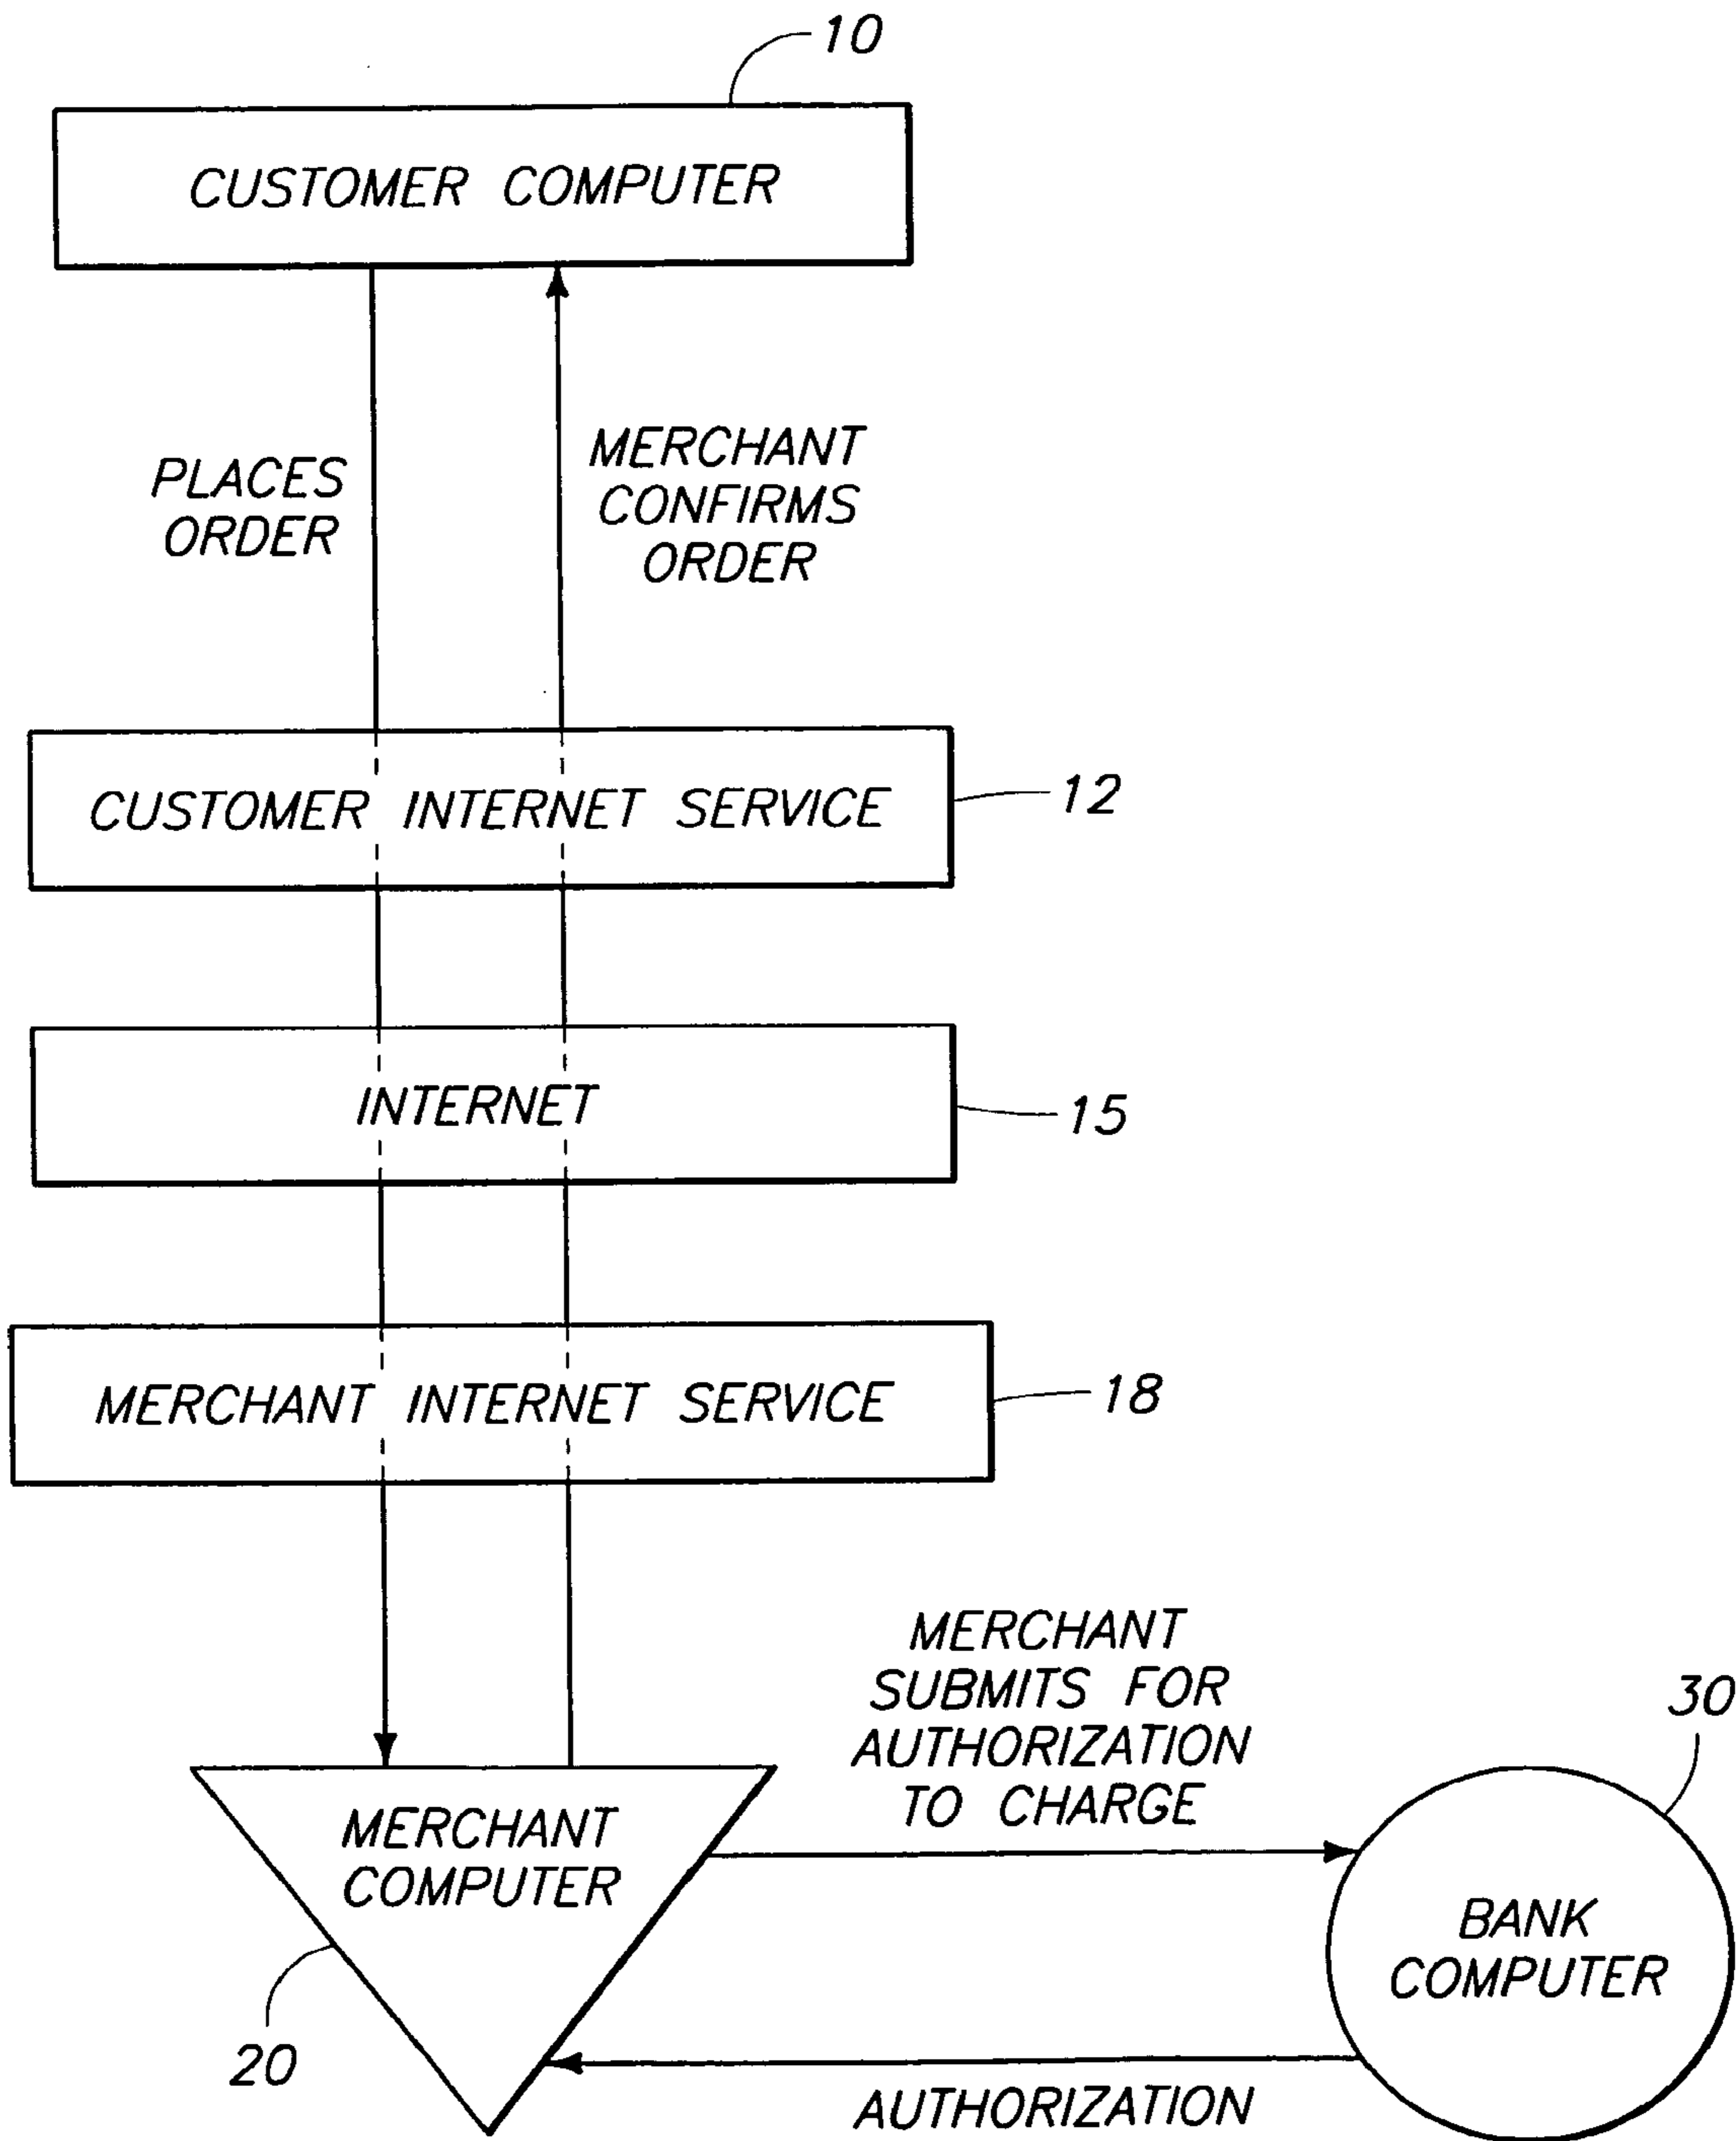 10
CUSTOMER COMPUTER
PLACES
ORDER
MERCHANT
CONFIRMS
ORDER
CUSTOMER INTERNET SERVICE
12
INTERNET
15
MERCHANT INTERNET SERVICE
18
MERCHANT
SUBMITS FOR
AUTHORIZATION
TO CHARGE
30
MERCHANT
COMPUTER
BANK
COMPUTER
20
AUTHORIZATION